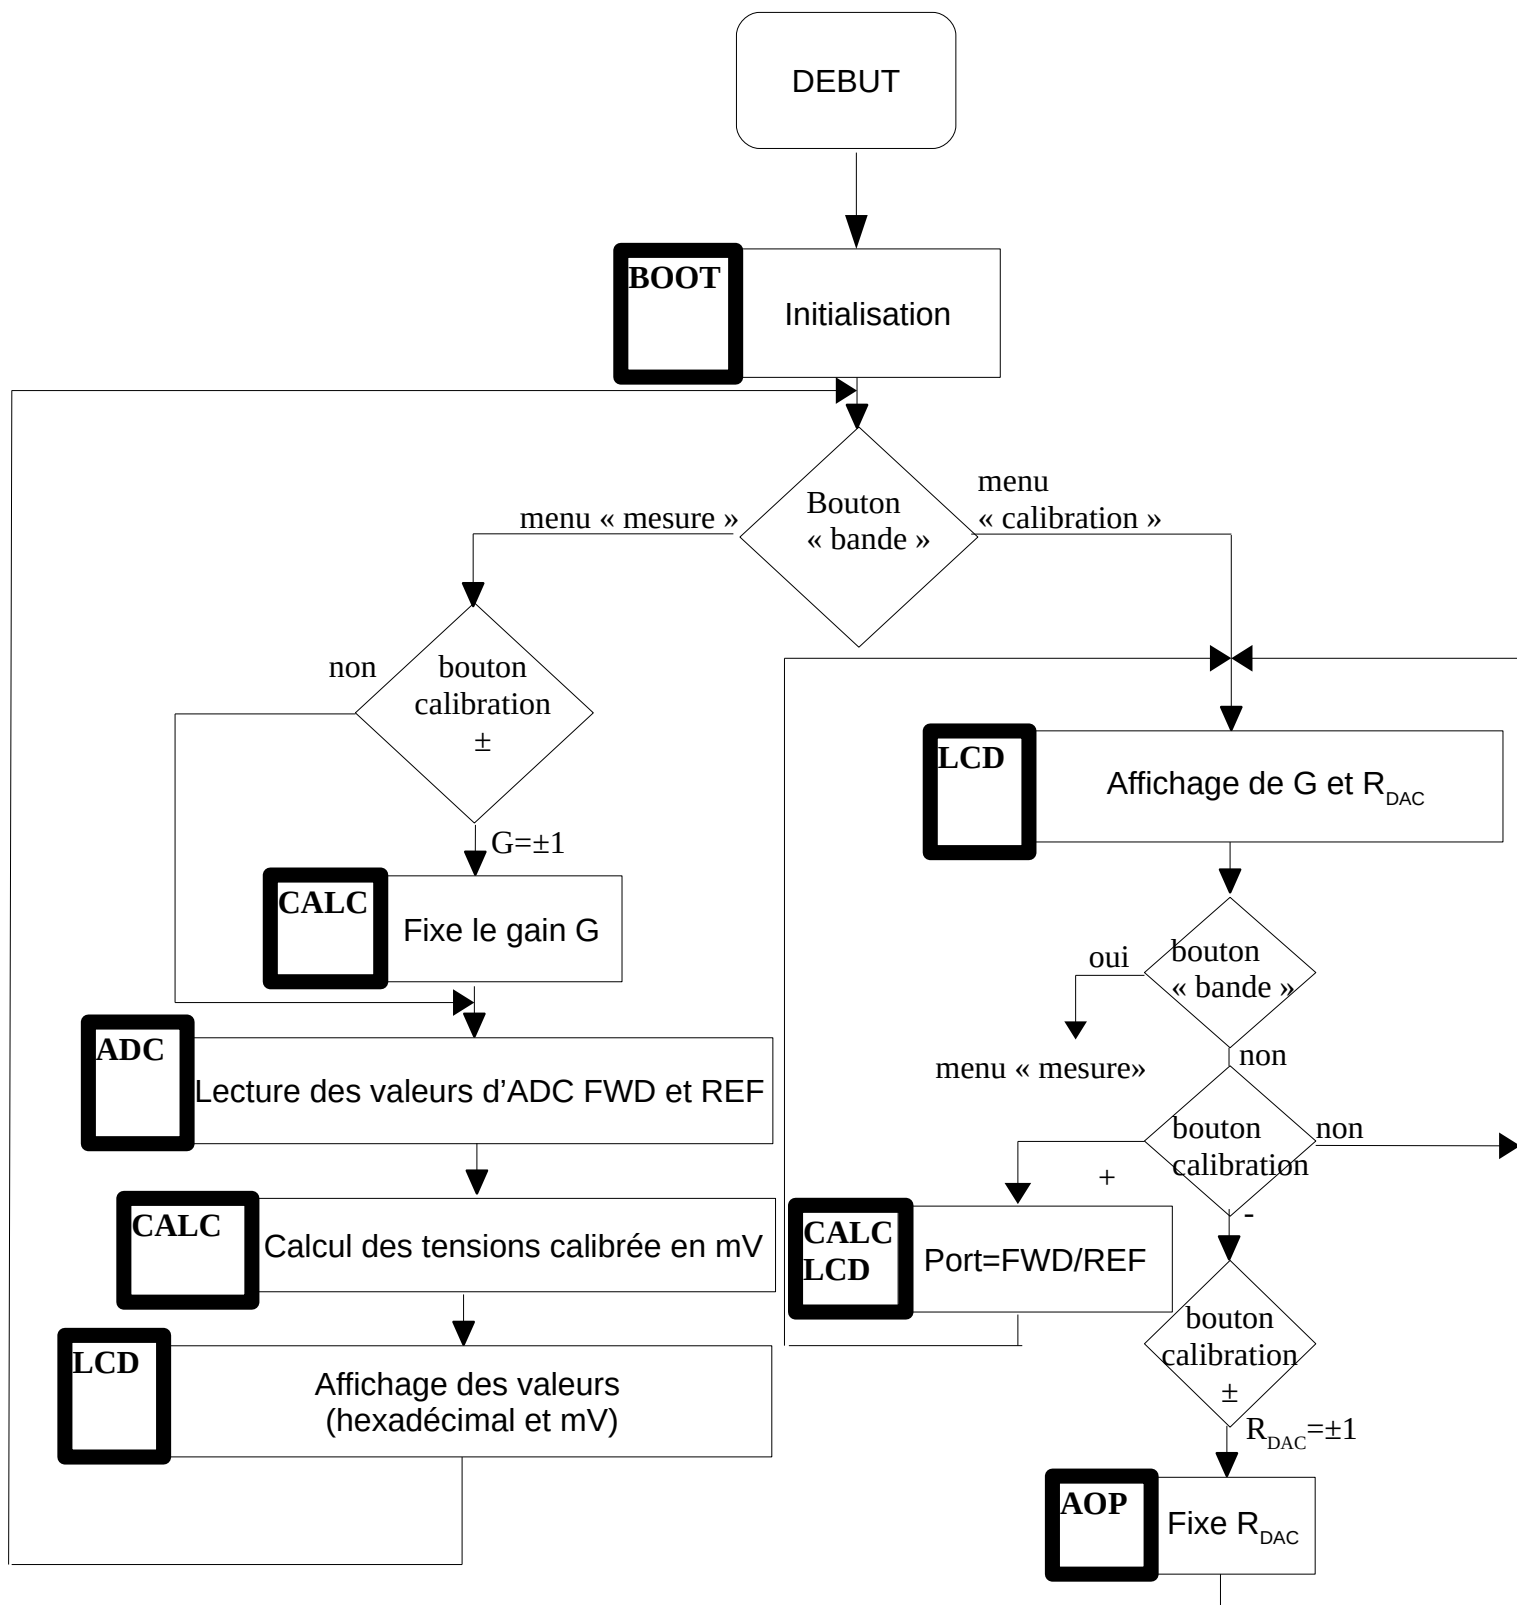 DEBUT
BOOT
Initialisation
Bouton
« bande »
menu « mesure »
menu
« calibration »
non
bouton
calibration
±
G=±1
CALC
Fixe le gain G
ADC
Lecture des valeurs d’ADC FWD et REF
CALC
Calcul des tensions calibrée en mV
LCD
Affichage des valeurs
(hexadécimal et mV)
LCD
Affichage de G et RDAC
oui
bouton
« bande »
menu « mesure»
non
bouton
calibration
non
+
-
CALC
LCD
Port=FWD/REF
bouton
calibration
±
RDAC=±1
AOP
Fixe RDAC